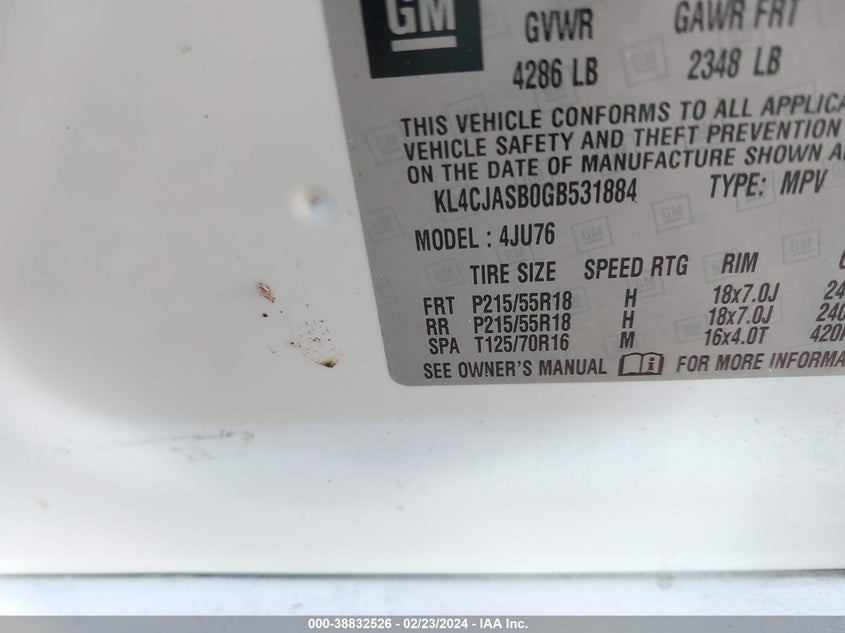 GM
GVWR GAWR FRT
4286 LB 2348 LB
THIS VEHICLE CONFORMS TO ALL
VEHICLE SAFETY AND THEFT PREVENTION
ON THE DATE OF MANUFACTURE SHOWN
KL4CJASB0GB531884 TYPE: MPV
MODEL : 4JU76
TIRE SIZE SPEED RTG RIM
FRT P215/55R18 H 18x7.0J
RR P215/55R18 H 18x7.0J
SPA T125/70R16 M 16x4.0T
SEE OWNER'S MANUAL FOR MORE
000-38832526 - 02/23/2024 - IAA Inc.